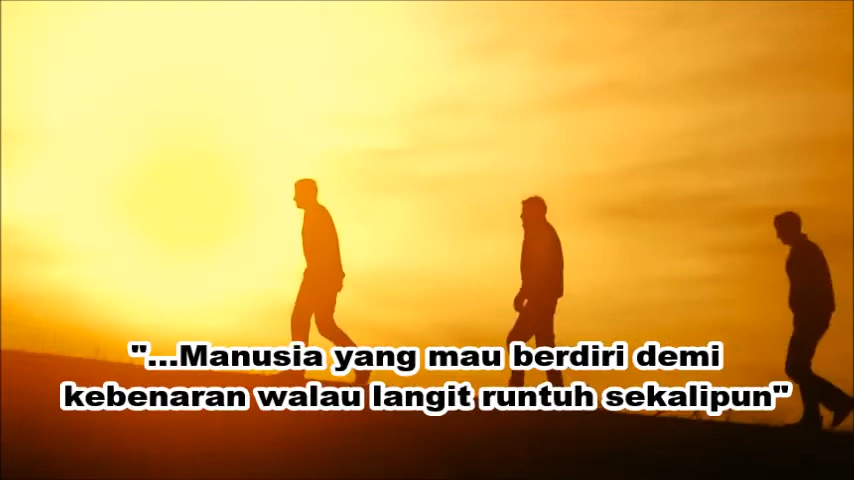 "...Manusia yang mau berdiri demi
kebenaran walau langit runtuh sekalipun"